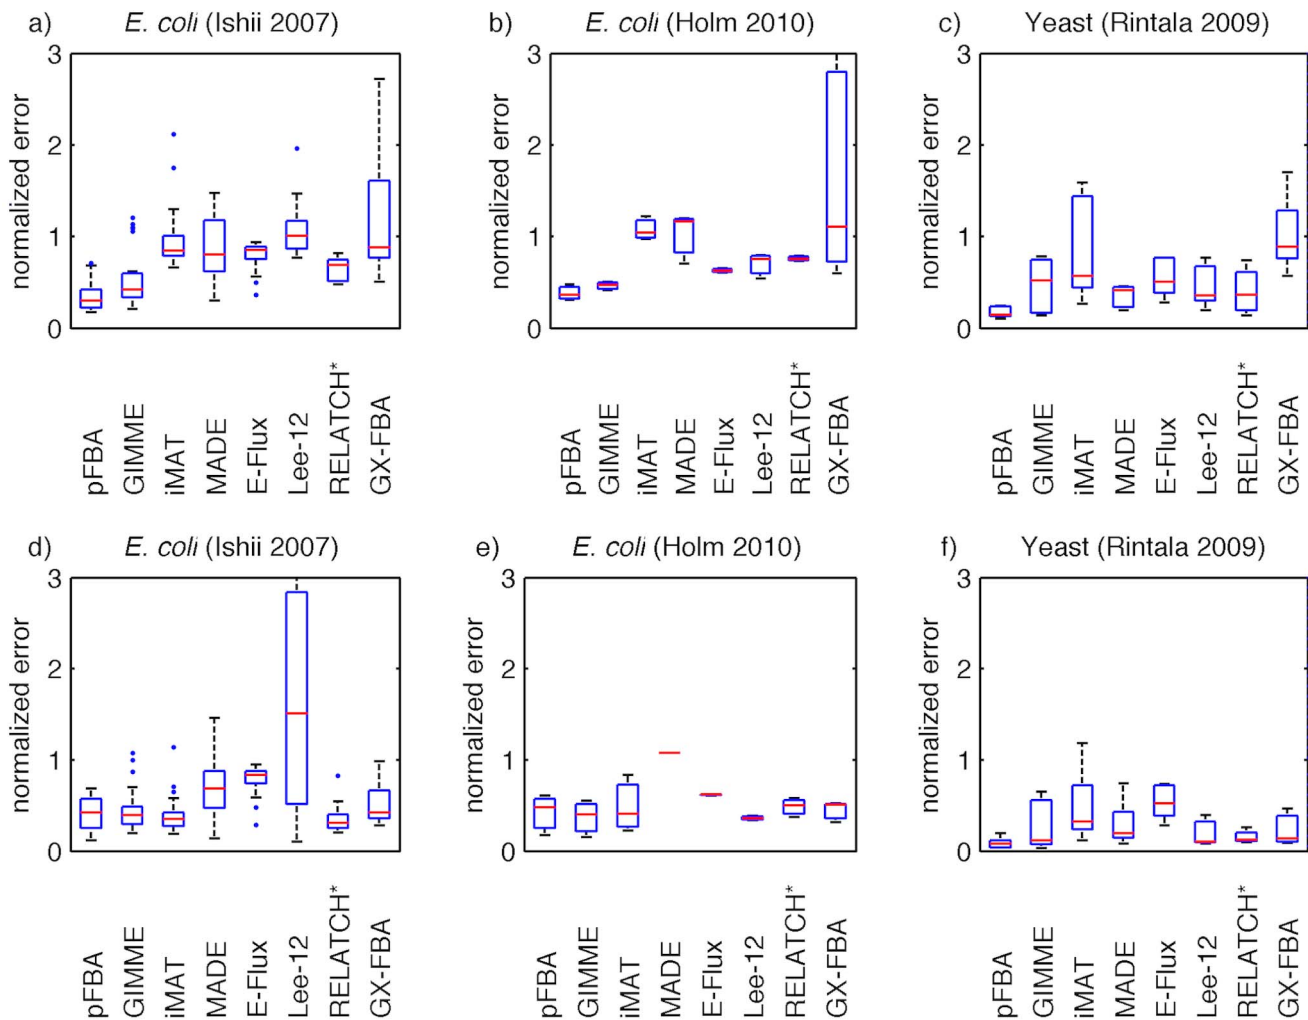 a) E. coli (Ishii 2007)
normalized error
3
2
1
0
pFBA
GIMME
iMAT
MADE
E-Flux
Lee-12
RELATCH*
GX-FBA
b) E. coli (Holm 2010)
normalized error
3
2
1
0
pFBA
GIMME
iMAT
MADE
E-Flux
Lee-12
RELATCH*
GX-FBA
c) Yeast (Rintala 2009)
normalized error
3
2
1
0
pFBA
GIMME
iMAT
MADE
E-Flux
Lee-12
RELATCH*
GX-FBA
d) E. coli (Ishii 2007)
normalized error
3
2
1
0
pFBA
GIMME
iMAT
MADE
E-Flux
Lee-12
RELATCH*
GX-FBA
e) E. coli (Holm 2010)
normalized error
3
2
1
0
pFBA
GIMME
iMAT
MADE
E-Flux
Lee-12
RELATCH*
GX-FBA
f) Yeast (Rintala 2009)
normalized error
3
2
1
0
pFBA
GIMME
iMAT
MADE
E-Flux
Lee-12
RELATCH*
GX-FBA